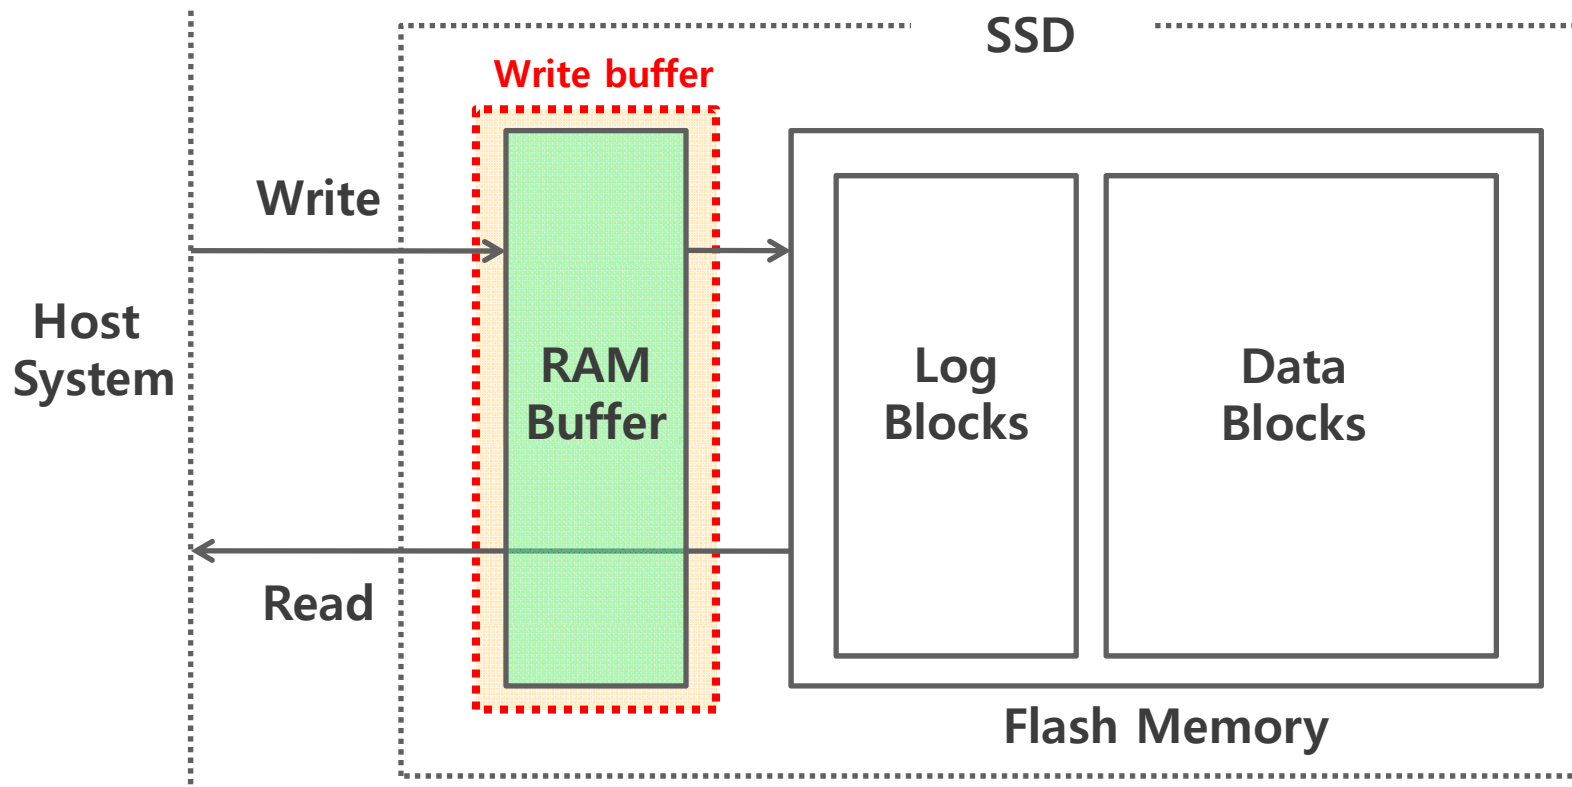 SSD
Write buffer
Write
Host
System
RAM
Buffer
Log
Blocks
Data
Blocks
Read
Flash Memory